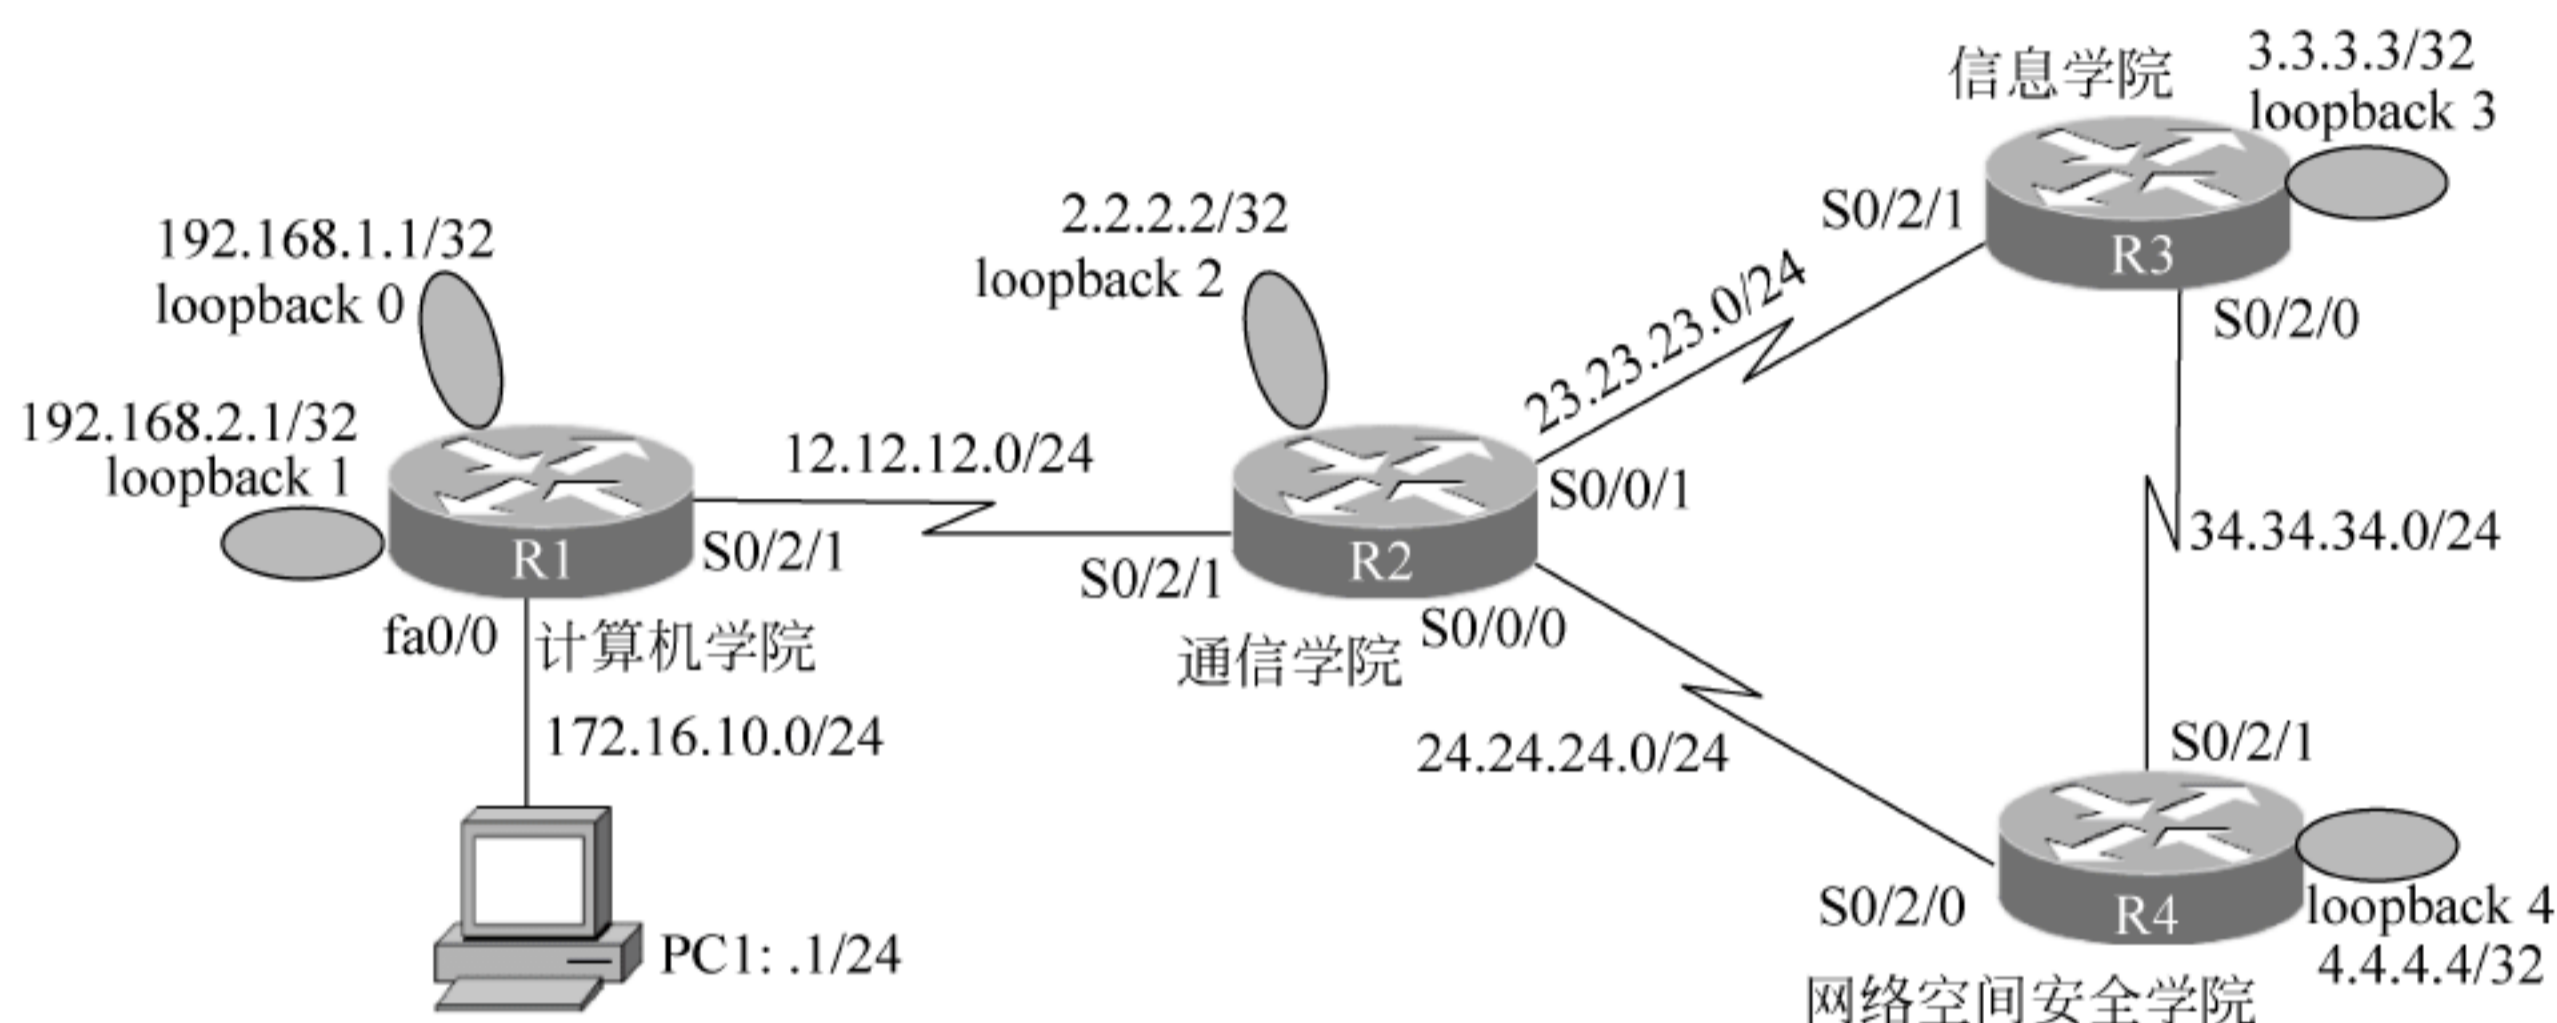 信息学院
3.3.3.3/32
loopback 3
S0/2/1
R3
S0/2/0
192.168.1.1/32
loopback 0
2.2.2.2/32
loopback 2
23.23.23.0/24
192.168.2.1/32
loopback 1
12.12.12.0/24
S0/0/1
R1
S0/2/1
S0/2/1
R2
34.34.34.0/24
fa0/0
计算机学院
通信学院
S0/0/0
172.16.10.0/24
24.24.24.0/24
S0/2/1
PC1: .1/24
S0/2/0
R4
loopback 4
4.4.4.4/32
网络空间安全学院